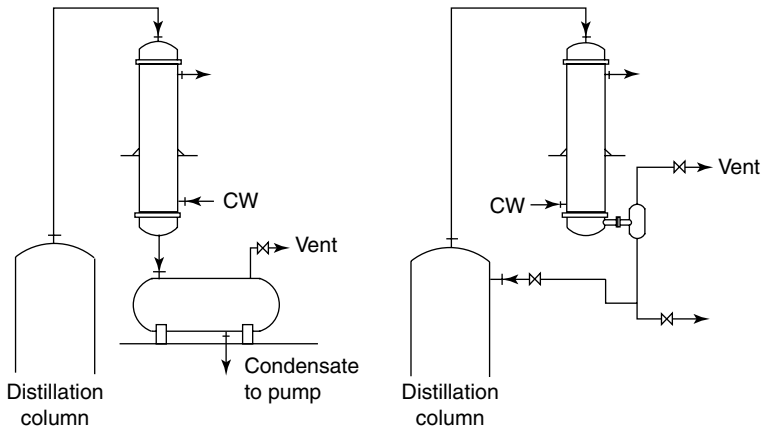 CW
Vent
Condensate
to pump
Distillation
column
Vent
CW
Distillation
column